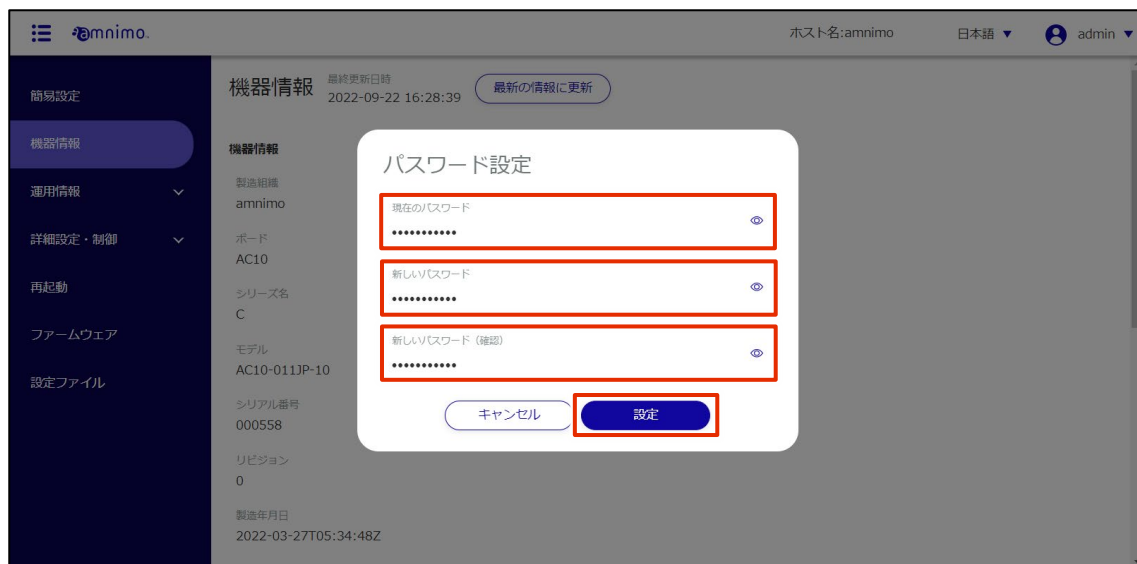 amnimo
ホスト名:amnimo
日本語 ▼
admin ▼
簡易設定
機器情報
運用情報
詳細設定・制御
再起動
ファームウェア
設定ファイル
機器情報
最終更新日時
2022-09-22 16:28:39
最新の情報に更新
機器情報
製造組織
amnimo
ボード
AC10
シリーズ名
C
モデル
AC10-011JP-10
シリアル番号
000558
リビジョン
0
製造年月日
2022-03-27T05:34:48Z
パスワード設定
現在のパスワード
•••••••••••
新しいパスワード
•••••••••••
新しいパスワード（確認）
•••••••••••
キャンセル
設定